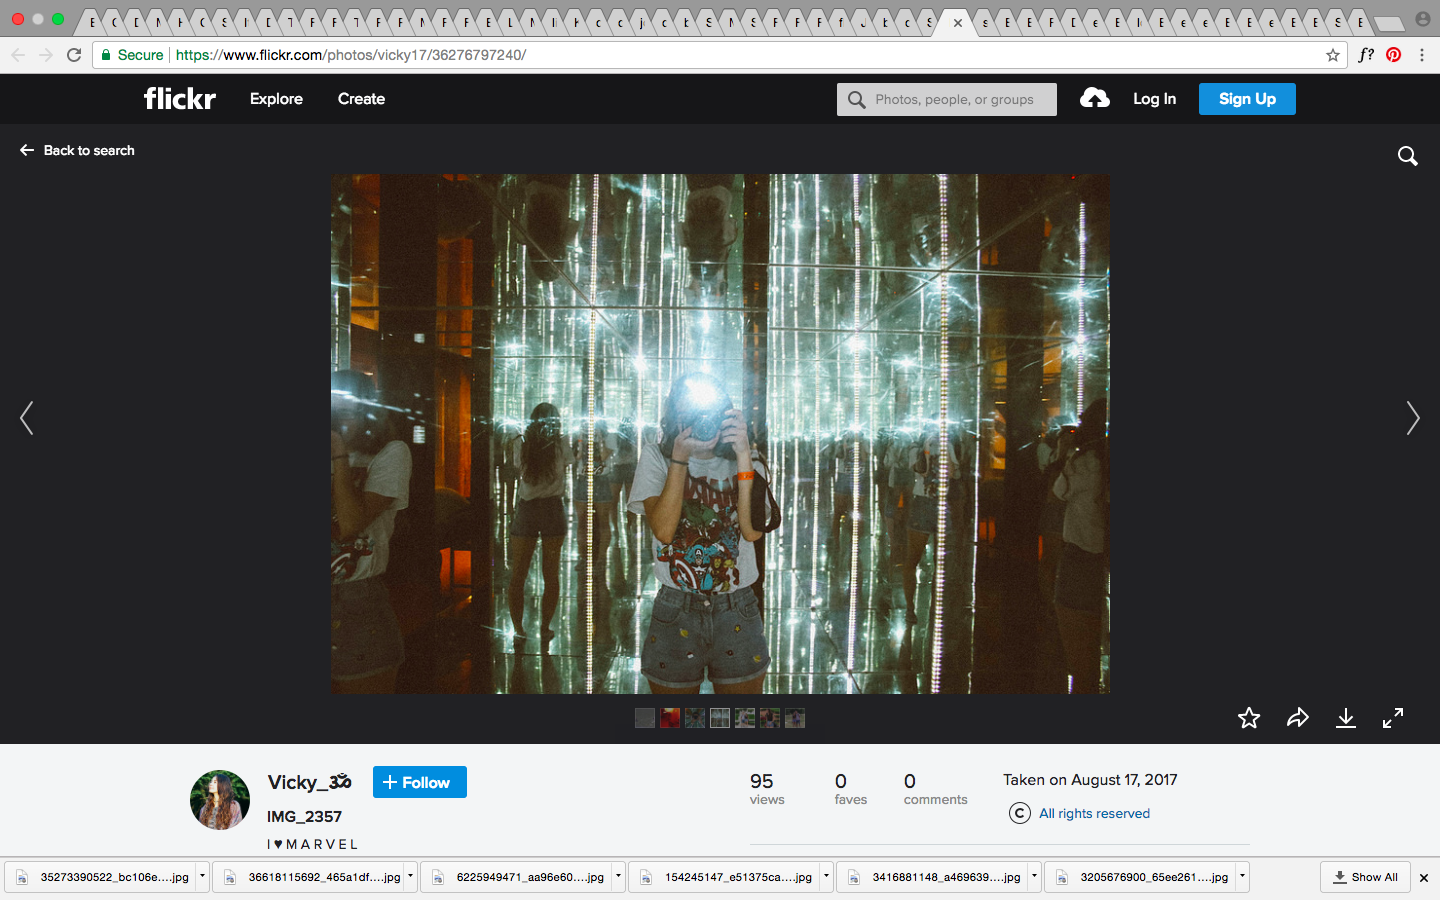 Secure https://www.flickr.com/photos/vicky17/36276797240/ f?
flickr Explore Create Photos, people, or groups Log In Sign Up
Back to search
Vicky_ॐ + Follow
IMG_2357
I ♥ M A R V E L
95 views
0 faves
0 comments
Taken on August 17, 2017
All rights reserved
35273390522_bc106e....jpg 36618115692_465a1df....jpg 6225949471_aa96e60....jpg 154245147_e51375ca....jpg 3416881148_a469639....jpg 3205676900_65ee261....jpg Show All